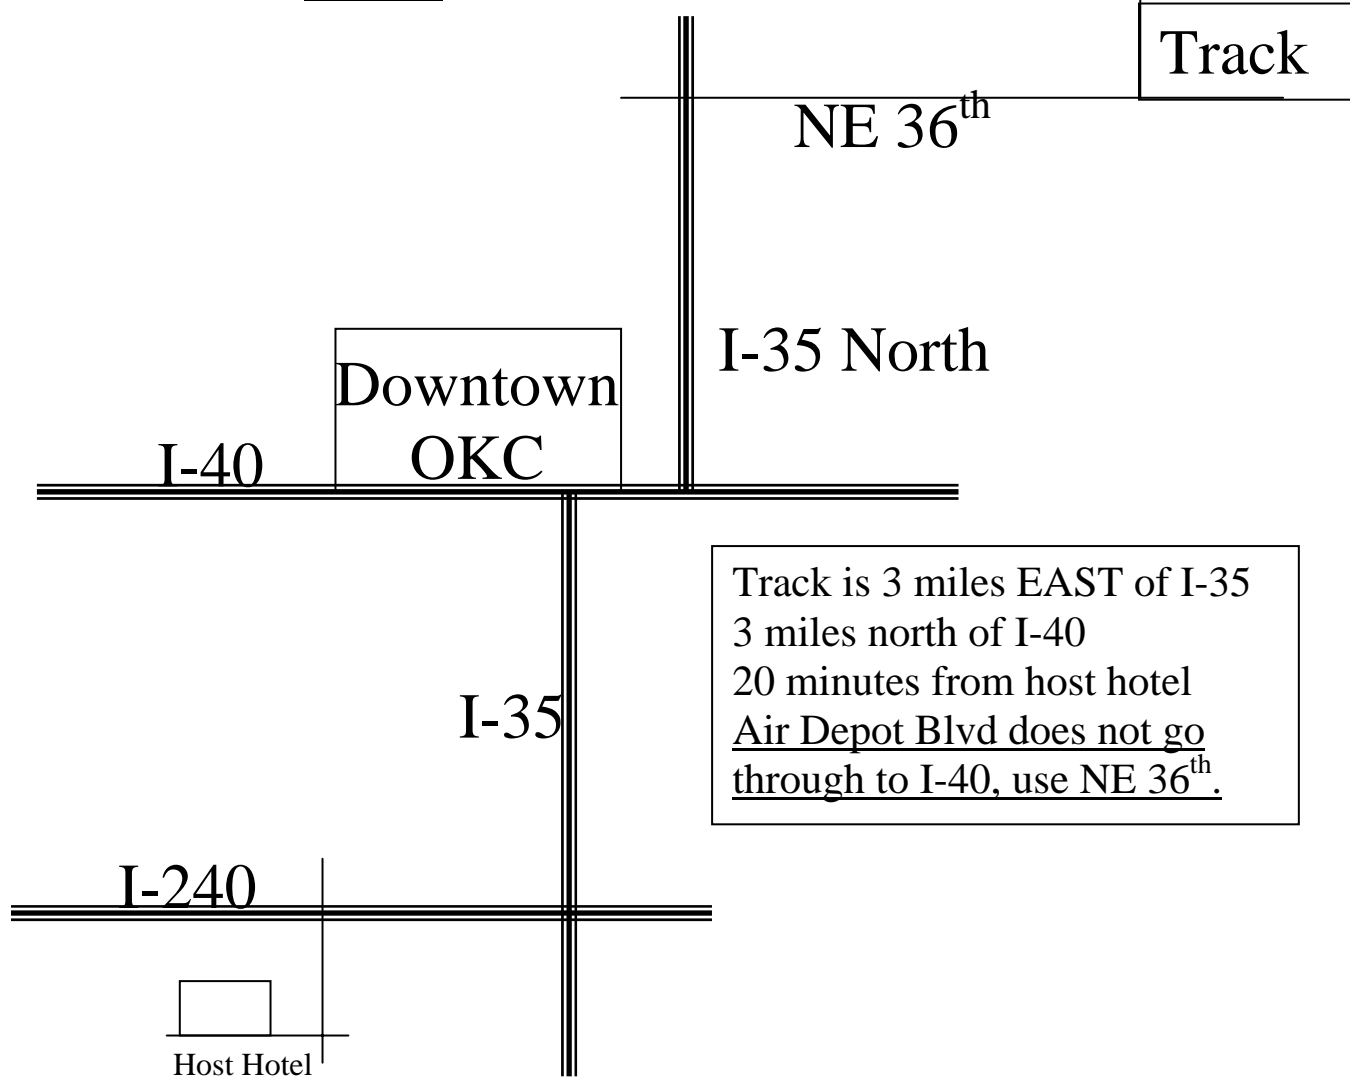 Track
NE 36th
I-35 North
Downtown
OKC
I-40
Track is 3 miles EAST of I-35
3 miles north of I-40
20 minutes from host hotel
Air Depot Blvd does not go
through to I-40, use NE 36th.
I-35
I-240
Host Hotel